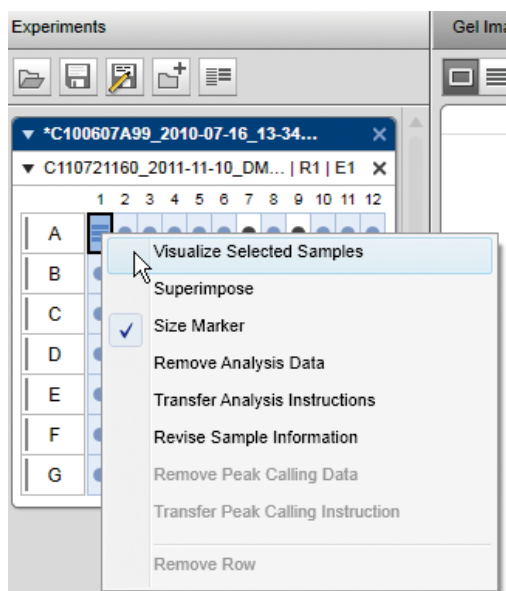 Experiments
Gel Ima
*C100607A99_2010-07-16_13-34...
C110721160_2011-11-10_DM... | R1 | E1
1 2 3 4 5 6 7 8 9 10 11 12
A
Visualize Selected Samples
B
Superimpose
C
Size Marker
D
Remove Analysis Data
E
Transfer Analysis Instructions
F
Revise Sample Information
G
Remove Peak Calling Data
Transfer Peak Calling Instruction
Remove Row